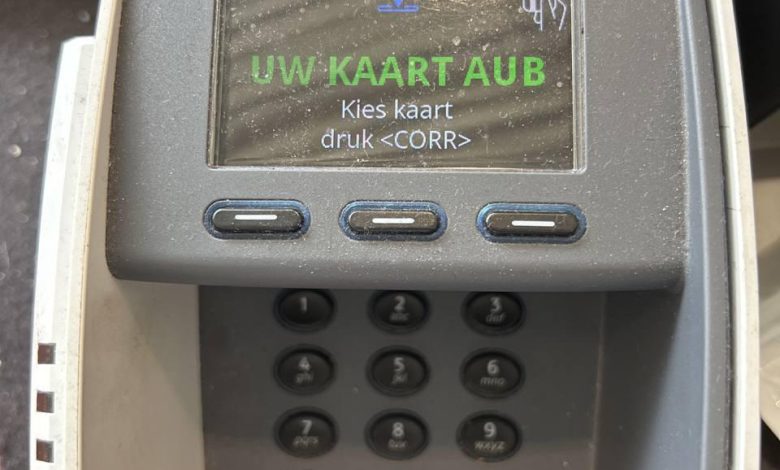 UW KAART AUB
Kies kaart
druk <CORR>
1 2 3
abc def
4 5 6
ghi jkl mno
7 8 9
pqrs tuv wxyz